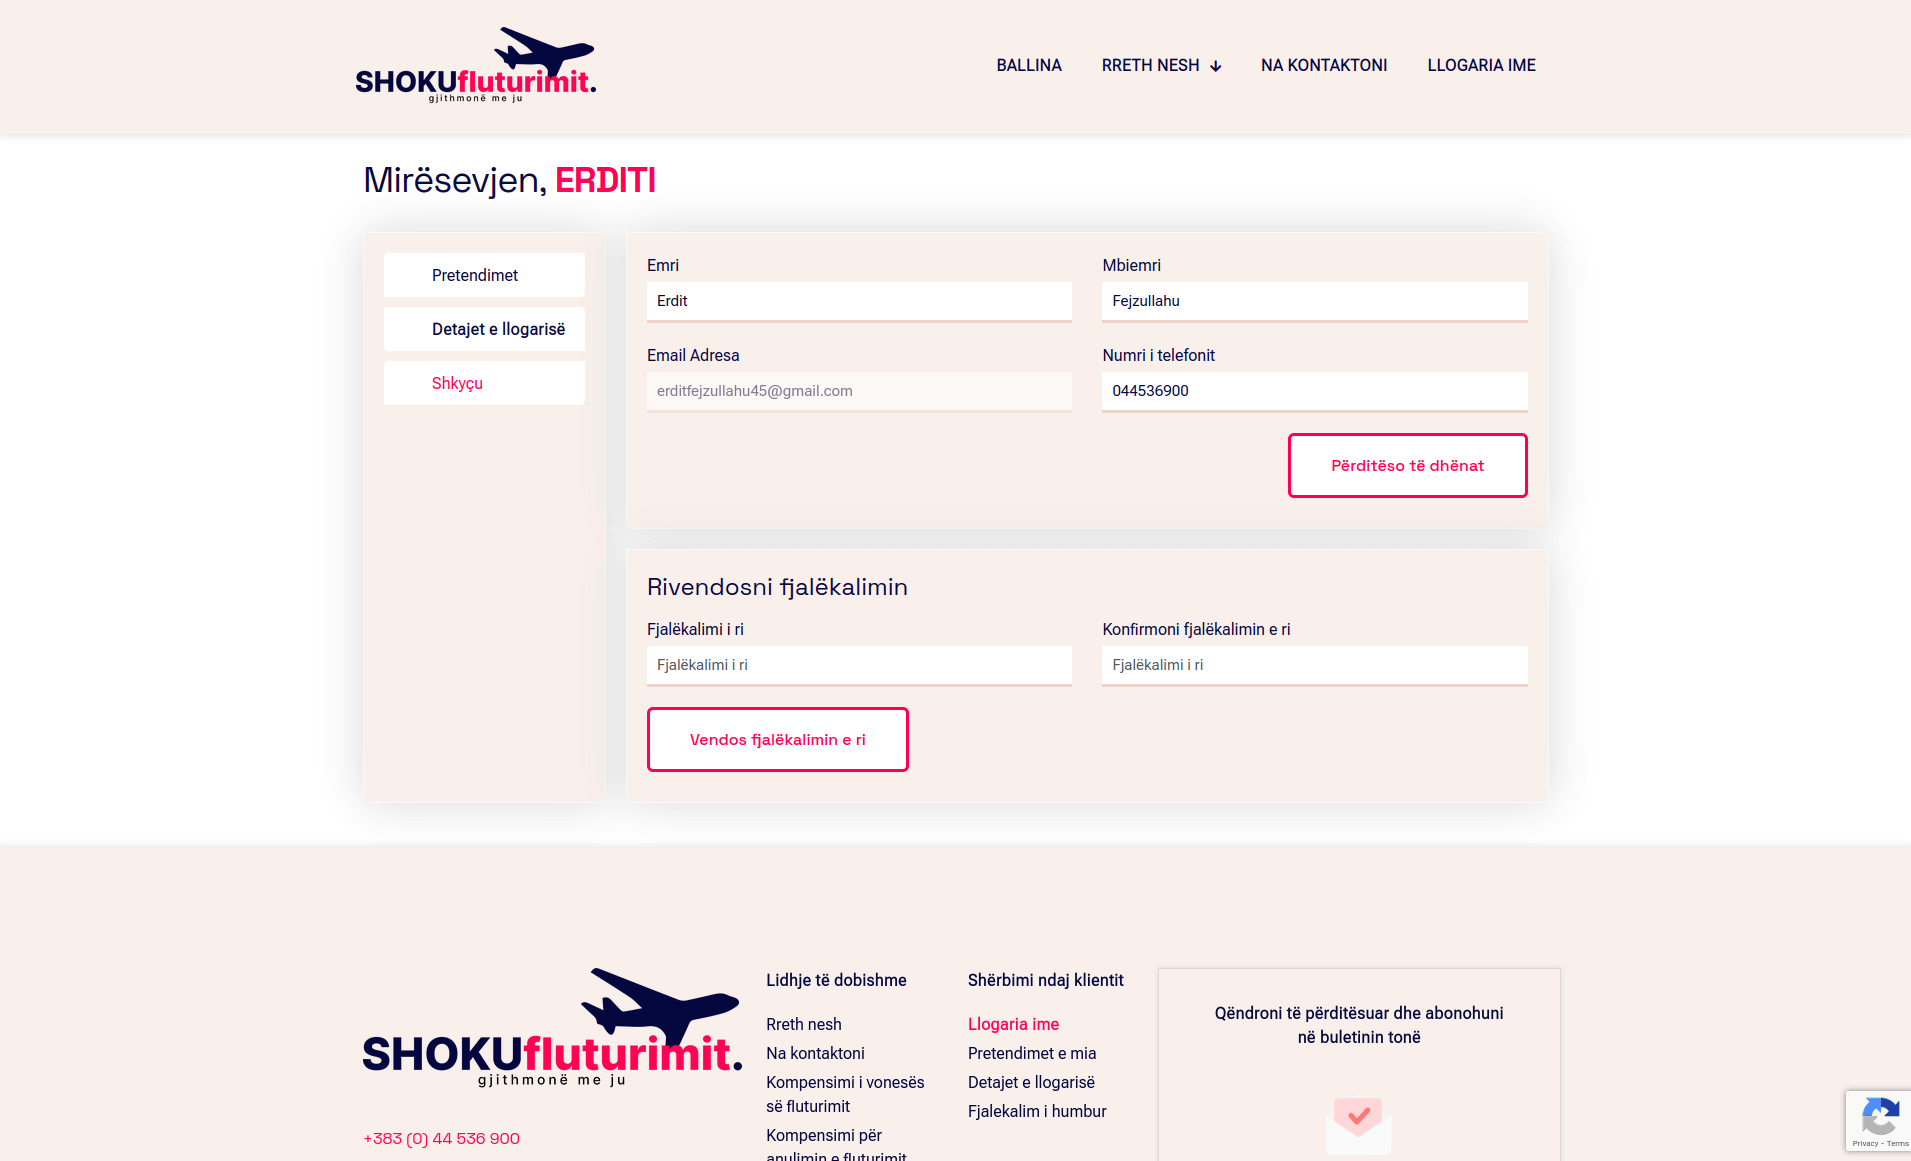 SHOKUfluturimit.
gjithmonë me ju
BALLINA
RRETH NESH
NA KONTAKTONI
LLOGARIA IME
Mirësevjen, ERDITI
Pretendimet
Detajet e llogarisë
Shkyçu
Emri
Mbiemri
Erdit
Fejzullahu
Email Adresa
Numri i telefonit
erditfejzullahu45@gmail.com
044536900
Përditëso të dhënat
Rivendosni fjalëkalimin
Fjalëkalimi i ri
Konfirmoni fjalëkalimin e ri
Fjalëkalimi i ri
Fjalëkalimi i ri
Vendos fjalëkalimin e ri
SHOKUfluturimit.
gjithmonë me ju
+383 (0) 44 536 900
Lidhje të dobishme
Rreth nesh
Na kontaktoni
Kompensimi i vonesës
së fluturimit
Kompensimi për
anulimin e fluturimit
Shërbimi ndaj klientit
Llogaria ime
Pretendimet e mia
Detajet e llogarisë
Fjalekalim i humbur
Qëndroni të përditësuar dhe abonohuni
në buletinin tonë
Privacy - Terms